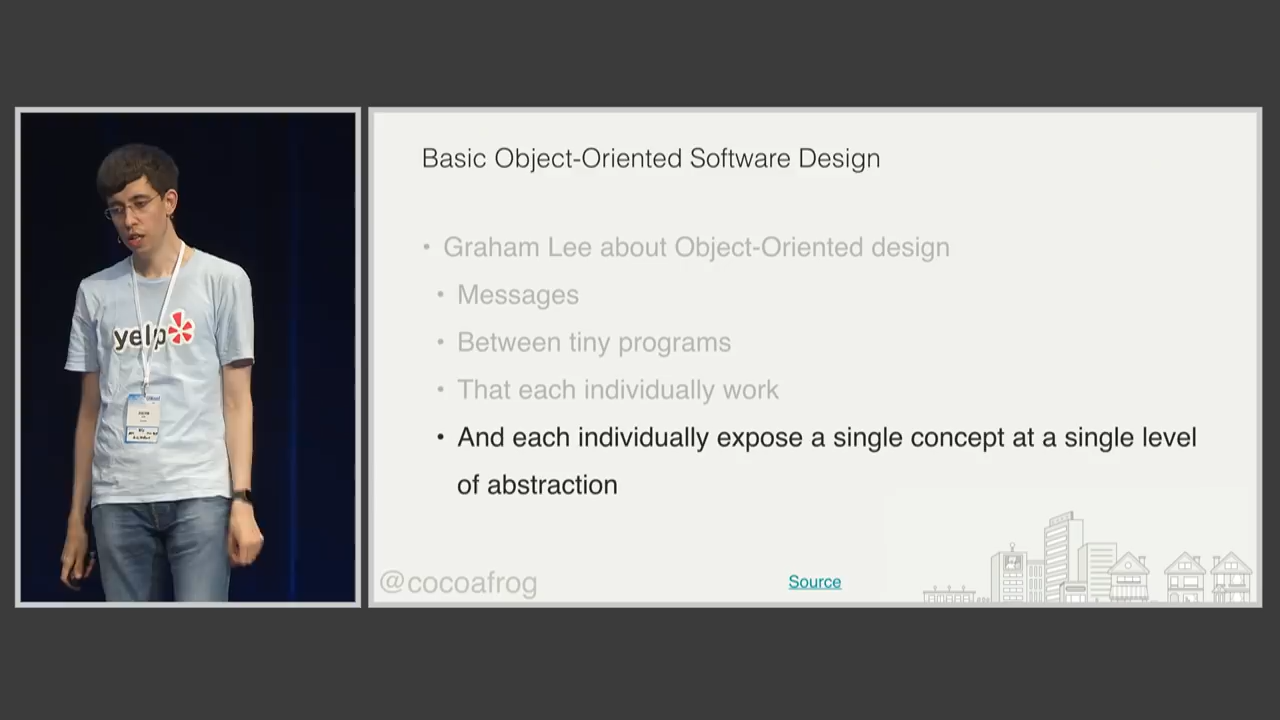 Basic Object-Oriented Software Design
• Graham Lee about Object-Oriented design
• Messages
• Between tiny programs
• That each individually work
• And each individually expose a single concept at a single level
of abstraction
@cocoafrog
Source
yelp